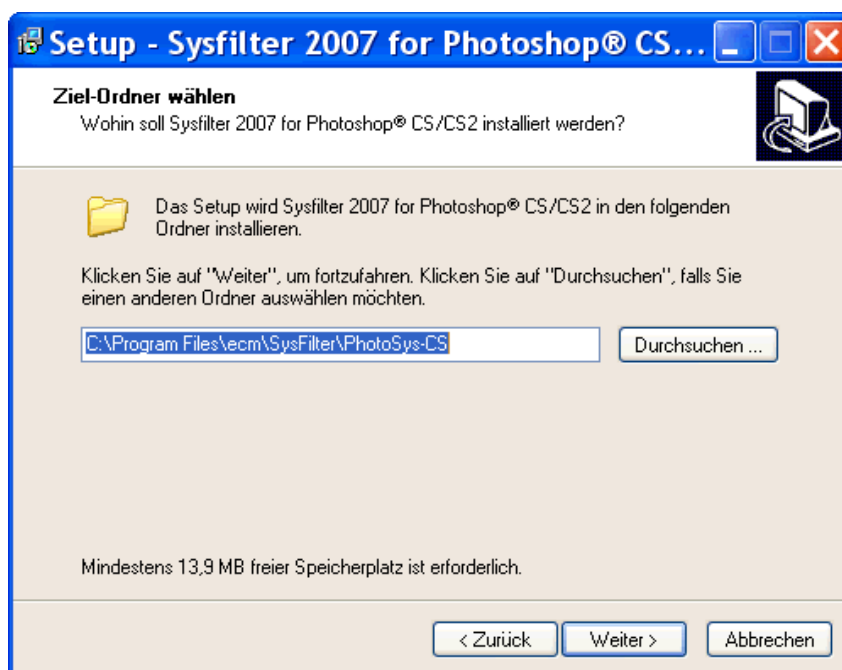 Setup - Sysfilter 2007 for Photoshop® CS...
Ziel-Ordner wählen
Wohin soll Sysfilter 2007 for Photoshop® CS/CS2 installiert werden?
Das Setup wird Sysfilter 2007 for Photoshop® CS/CS2 in den folgenden
Ordner installieren.
Klicken Sie auf "Weiter", um fortzufahren. Klicken Sie auf "Durchsuchen", falls Sie
einen anderen Ordner auswählen möchten.
C:\Program Files\ecm\SysFilter\PhotoSys-CS
Durchsuchen ...
Mindestens 13,9 MB freier Speicherplatz ist erforderlich.
< Zurück
Weiter >
Abbrechen